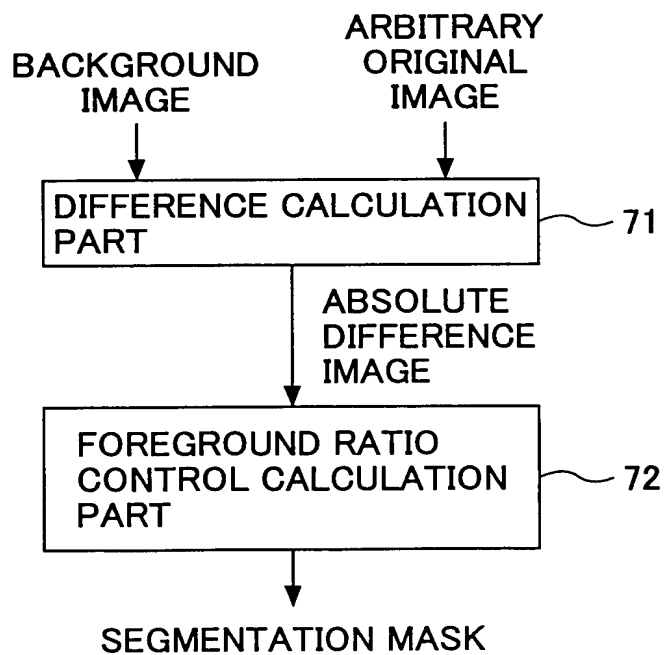 BACKGROUND
IMAGE
ARBITRARY
ORIGINAL
IMAGE
DIFFERENCE CALCULATION
PART
71
ABSOLUTE
DIFFERENCE
IMAGE
FOREGROUND RATIO
CONTROL CALCULATION
PART
72
SEGMENTATION MASK